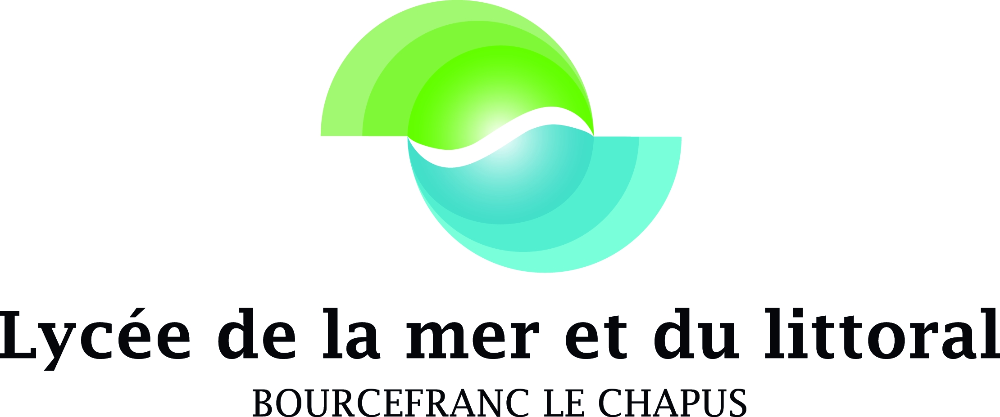 Lycée de la mer et du littoral
BOURCEFRANC LE CHAPUS